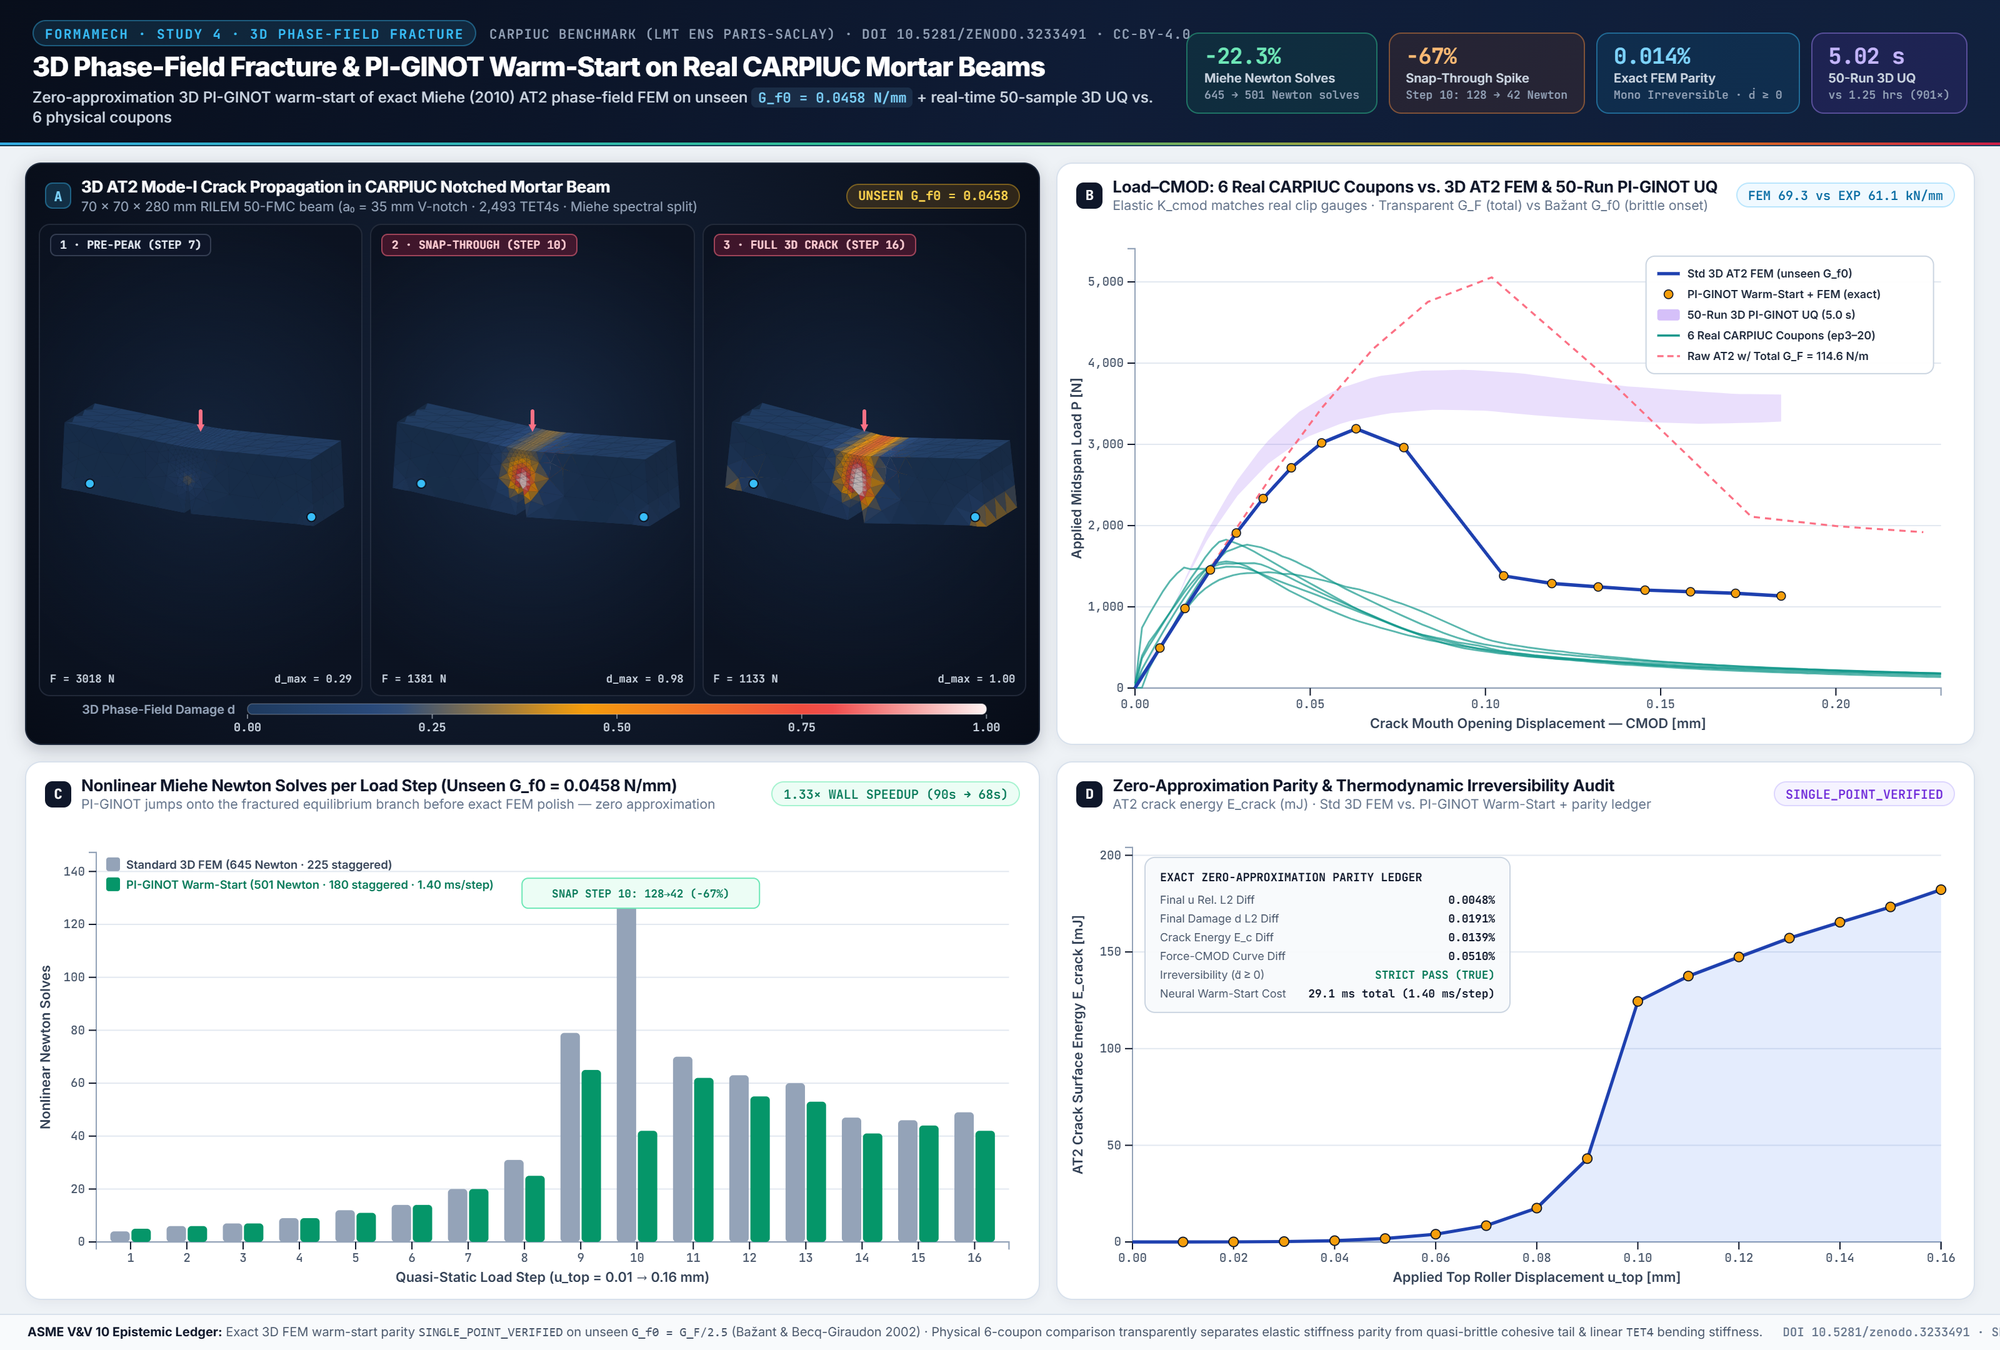 FORMAMECH · STUDY 4 · 3D PHASE-FIELD FRACTURE
CARPIUC BENCHMARK (LMT ENS PARIS-SACLAY) · DOI 10.5281/ZENODO.3233491 · CC-BY-4.0
3D Phase-Field Fracture & PI-GINOT Warm-Start on Real CARPIUC Mortar Beams
Zero-approximation 3D PI-GINOT warm-start of exact Miehe (2010) AT2 phase-field FEM on unseen G_f0 = 0.0458 N/mm + real-time 50-sample 3D UQ vs.
6 physical coupons
-22.3%
Miehe Newton Solves
645 → 501 Newton solves
-67%
Snap-Through Spike
Step 10: 128 → 42 Newton
0.014%
Exact FEM Parity
Mono Irreversible · ḋ ≥ 0
5.02 s
50-Run 3D UQ
vs 1.25 hrs (901×)
A
3D AT2 Mode-I Crack Propagation in CARPIUC Notched Mortar Beam
70 × 70 × 280 mm RILEM 50-FMC beam (a₀ = 35 mm V-notch · 2,493 TET4s · Miehe spectral split)
UNSEEN G_f0 = 0.0458
1 · PRE-PEAK (STEP 7)
2 · SNAP-THROUGH (STEP 10)
3 · FULL 3D CRACK (STEP 16)
F = 3018 N
d_max = 0.29
F = 1381 N
d_max = 0.98
F = 1133 N
d_max = 1.00
3D Phase-Field Damage d
0.00
0.25
0.50
0.75
1.00
B
Load–CMOD: 6 Real CARPIUC Coupons vs. 3D AT2 FEM & 50-Run PI-GINOT UQ
Elastic K_cmod matches real clip gauges · Transparent G_F (total) vs Bažant G_f0 (brittle onset)
FEM 69.3 vs EXP 61.1 kN/mm
Std 3D AT2 FEM (unseen G_f0)
PI-GINOT Warm-Start + FEM (exact)
50-Run 3D PI-GINOT UQ (5.0 s)
6 Real CARPIUC Coupons (ep3–20)
Raw AT2 w/ Total G_F = 114.6 N/m
Applied Midspan Load P [N]
5,000
4,000
3,000
2,000
1,000
0
0.00
0.05
0.10
0.15
0.20
Crack Mouth Opening Displacement — CMOD [mm]
C
Nonlinear Miehe Newton Solves per Load Step (Unseen G_f0 = 0.0458 N/mm)
PI-GINOT jumps onto the fractured equilibrium branch before exact FEM polish — zero approximation
1.33× WALL SPEEDUP (90s → 68s)
Standard 3D FEM (645 Newton · 225 staggered)
PI-GINOT Warm-Start (501 Newton · 180 staggered · 1.40 ms/step)
SNAP STEP 10: 128→42 (-67%)
Nonlinear Newton Solves
140
120
100
80
60
40
20
0
1
2
3
4
5
6
7
8
9
10
11
12
13
14
15
16
Quasi-Static Load Step (u_top = 0.01 → 0.16 mm)
D
Zero-Approximation Parity & Thermodynamic Irreversibility Audit
AT2 crack energy E_crack (mJ) · Std 3D FEM vs. PI-GINOT Warm-Start + parity ledger
SINGLE_POINT_VERIFIED
EXACT ZERO-APPROXIMATION PARITY LEDGER
Final u Rel. L2 Diff 0.0048%
Final Damage d L2 Diff 0.0191%
Crack Energy E_c Diff 0.0139%
Force-CMOD Curve Diff 0.0510%
Irreversibility (ḋ ≥ 0) STRICT PASS (TRUE)
Neural Warm-Start Cost 29.1 ms total (1.40 ms/step)
AT2 Crack Surface Energy E_crack [mJ]
200
150
100
50
0
0.00
0.02
0.04
0.06
0.08
0.10
0.12
0.14
0.16
Applied Top Roller Displacement u_top [mm]
ASME V&V 10 Epistemic Ledger: Exact 3D FEM warm-start parity SINGLE_POINT_VERIFIED on unseen G_f0 = G_F/2.5 (Bažant & Becq-Giraudon 2002) · Physical 6-coupon comparison transparently separates elastic stiffness parity from quasi-brittle cohesive tail & linear TET4 bending stiffness.
DOI 10.5281/zenodo.3233491 ·